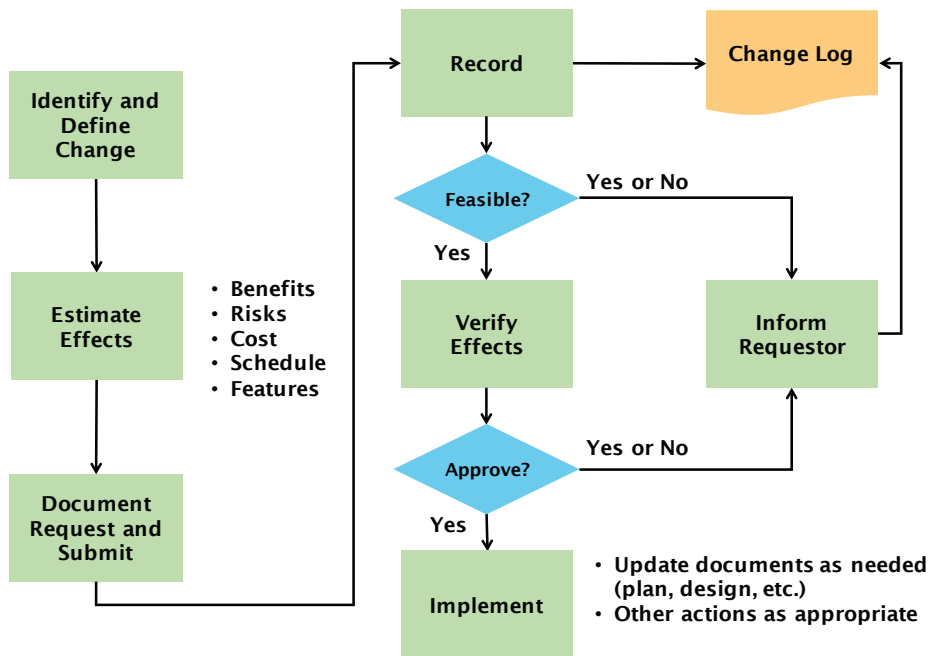 Identify and
Define
Change
Estimate
Effects
• Benefits
• Risks
• Cost
• Schedule
• Features
Document
Request and
Submit
Record
Change Log
Feasible?
Yes or No
Yes
Verify
Effects
Inform
Requestor
Approve?
Yes or No
Yes
Implement
• Update documents as needed
(plan, design, etc.)
• Other actions as appropriate